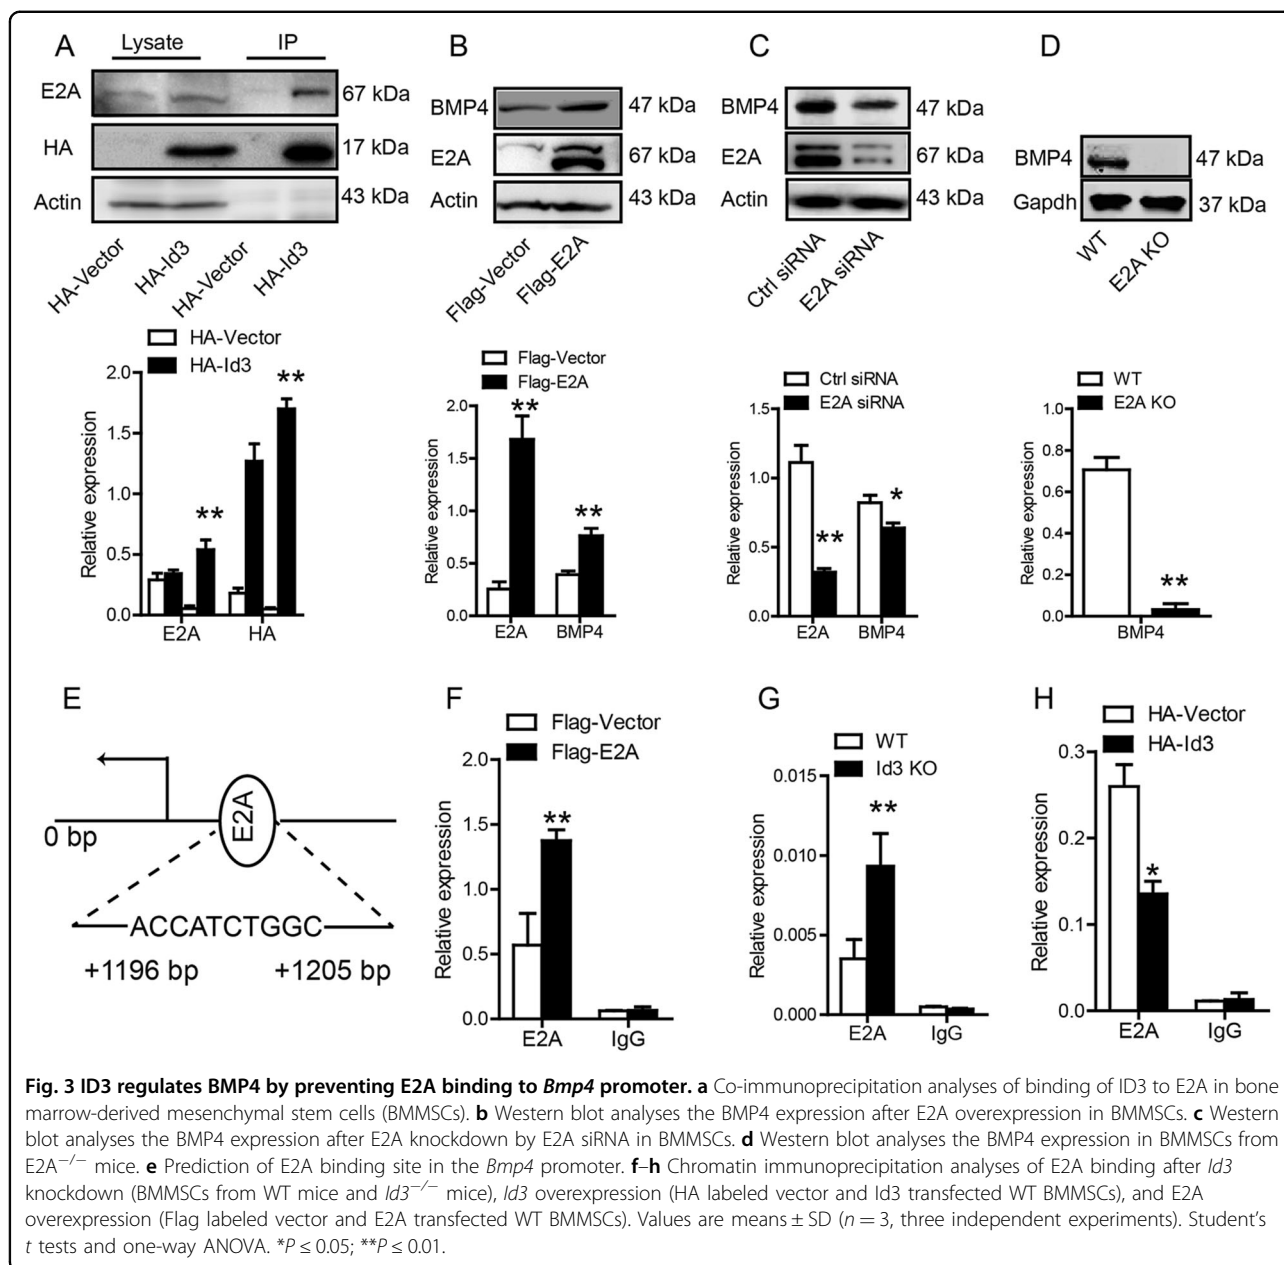 A
Lysate IP
E2A 67 kDa
HA 17 kDa
Actin 43 kDa
HA-Vector HA-Id3 HA-Vector HA-Id3
HA-Vector
HA-Id3
Relative expression
2.0
1.5
1.0
0.5
0.0
** **
E2A HA
B
BMP4 47 kDa
E2A 67 kDa
Actin 43 kDa
Flag-Vector Flag-E2A
Flag-Vector
Flag-E2A
Relative expression
2.0
1.5
1.0
0.5
0.0
** **
E2A BMP4
C
BMP4 47 kDa
E2A 67 kDa
Actin 43 kDa
Ctrl siRNA E2A siRNA
Ctrl siRNA
E2A siRNA
Relative expression
1.5
1.0
0.5
0.0
** *
E2A BMP4
D
BMP4 47 kDa
Gapdh 37 kDa
WT E2A KO
WT
E2A KO
Relative expression
1.0
0.8
0.6
0.4
0.2
0.0
**
BMP4
E
0 bp
E2A
ACCATCTGGC
+1196 bp +1205 bp
F
Flag-Vector
Flag-E2A
Relative expression
2.0
1.5
1.0
0.5
0.0
**
E2A IgG
G
WT
Id3 KO
Relative expression
0.015
0.010
0.005
0.000
**
E2A IgG
H
HA-Vector
HA-Id3
Relative expression
0.3
0.2
0.1
0.0
*
E2A IgG
Fig. 3 ID3 regulates BMP4 by preventing E2A binding to Bmp4 promoter. a Co-immunoprecipitation analyses of binding of ID3 to E2A in bone
marrow-derived mesenchymal stem cells (BMMSCs). b Western blot analyses the BMP4 expression after E2A overexpression in BMMSCs. c Western
blot analyses the BMP4 expression after E2A knockdown by E2A siRNA in BMMSCs. d Western blot analyses the BMP4 expression in BMMSCs from
E2A−/− mice. e Prediction of E2A binding site in the Bmp4 promoter. f–h Chromatin immunoprecipitation analyses of E2A binding after Id3
knockdown (BMMSCs from WT mice and Id3−/− mice), Id3 overexpression (HA labeled vector and Id3 transfected WT BMMSCs), and E2A
overexpression (Flag labeled vector and E2A transfected WT BMMSCs). Values are means ± SD (n = 3, three independent experiments). Student's
t tests and one-way ANOVA. *P ≤ 0.05; **P ≤ 0.01.